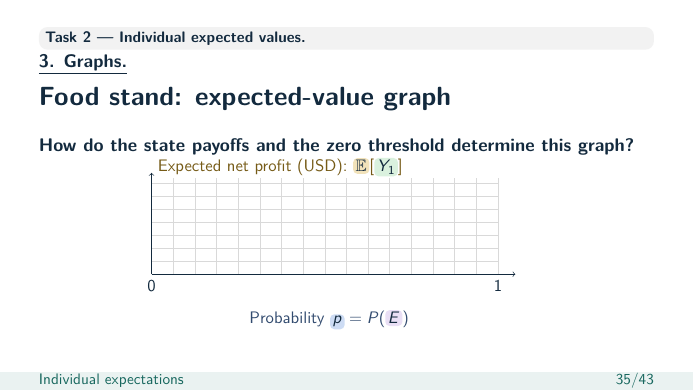 Task 2 — Individual expected values.
3. Graphs.
Food stand: expected-value graph
How do the state payoffs and the zero threshold determine this graph?
Expected net profit (USD): 𝔼[Y₁]
0 1
Probability p = P(E)
Individual expectations 35/43